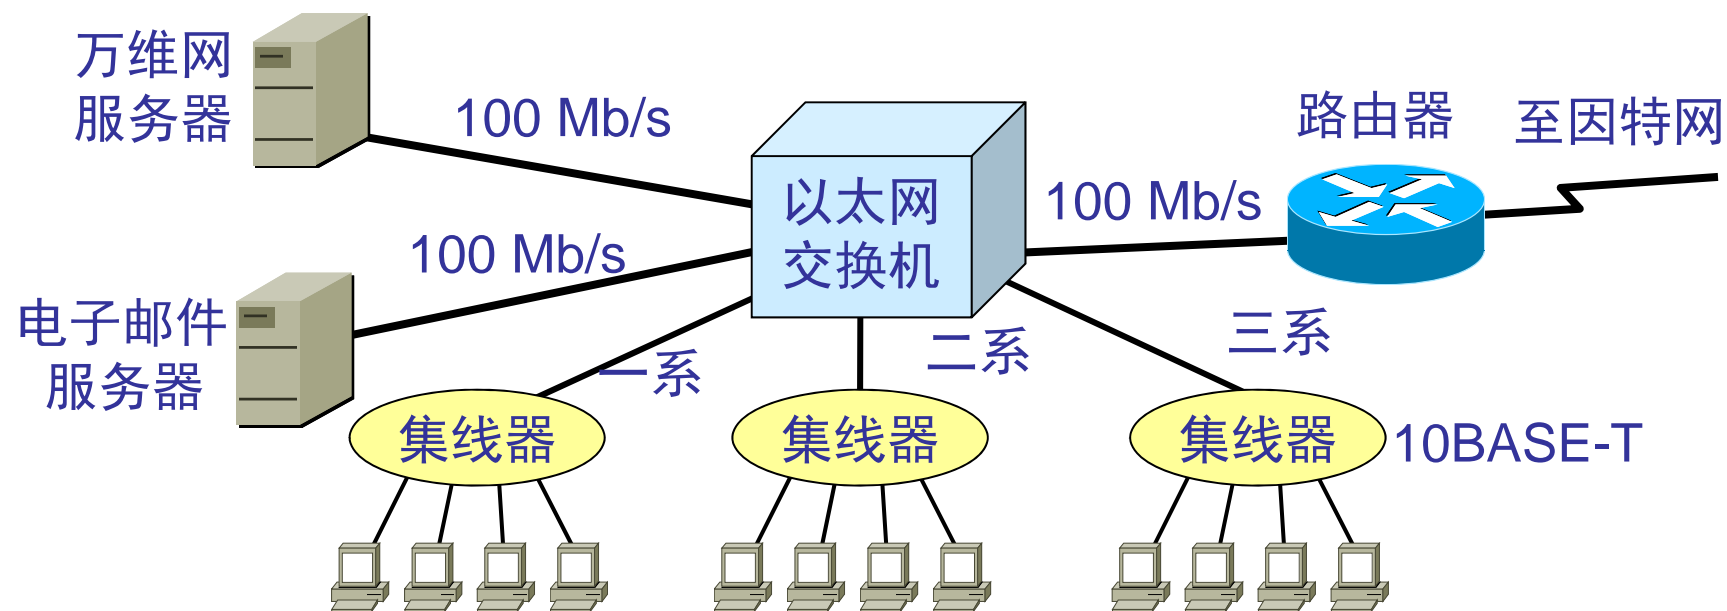 万维网
服务器
100 Mb/s
路由器
至因特网
以太网
交换机
100 Mb/s
100 Mb/s
电子邮件
服务器
一系
二系
三系
集线器
集线器
集线器
10BASE-T